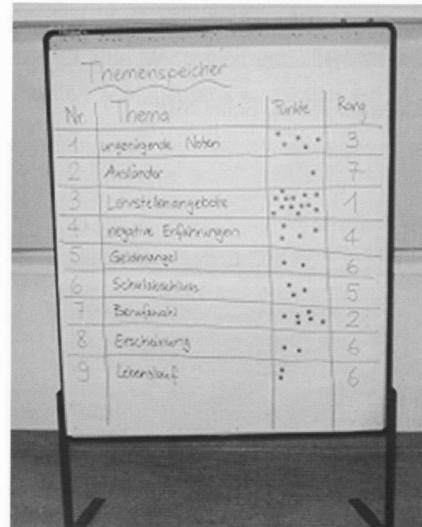 Themenspeicher
Nr. Thema Punkte Rang
1 ungenügende Noten 3
2 Ausländer 7
3 Lehrstellenangebote 1
4 negative Erfahrungen 4
5 Geldmangel 6
6 Schulabschluss 5
7 Berufswahl 2
8 Erscheinung 6
9 Lebenslauf 6